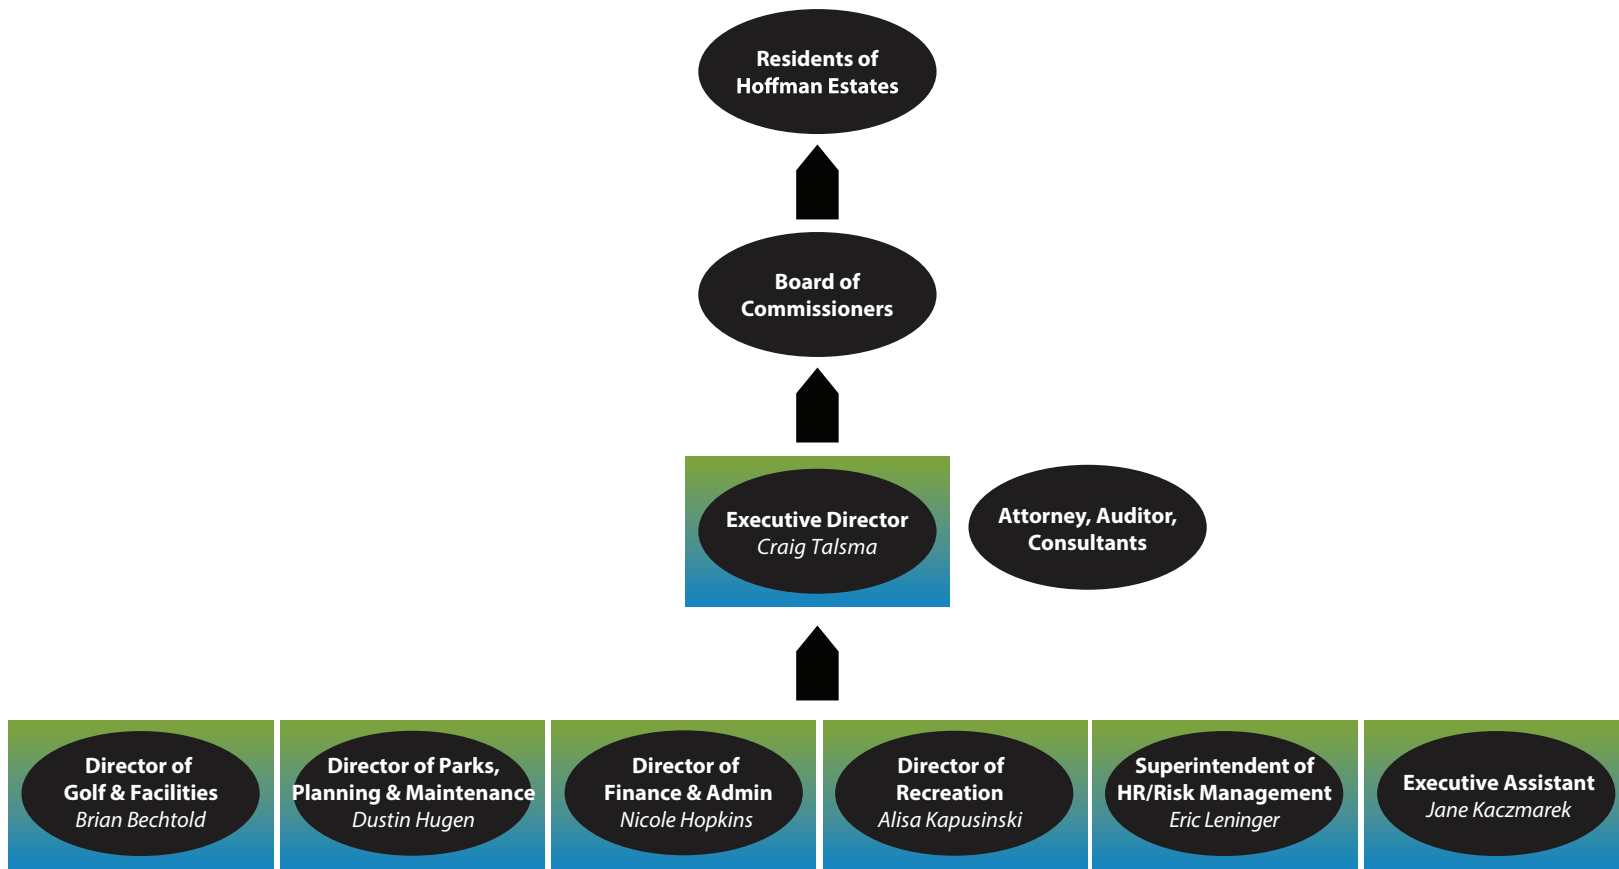 Residents of
Hoffman Estates
Board of
Commissioners
Executive Director
Craig Talsma
Attorney, Auditor,
Consultants
Director of
Golf & Facilities
Brian Bechtold
Director of Parks,
Planning & Maintenance
Dustin Hugen
Director of
Finance & Admin
Nicole Hopkins
Director of
Recreation
Alisa Kapusinski
Superintendent of
HR/Risk Management
Eric Leninger
Executive Assistant
Jane Kaczmarek